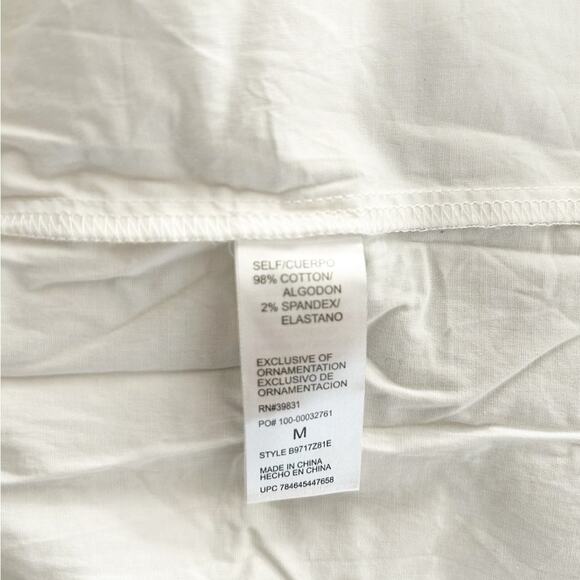 SELF/CUERPO
98% COTTON/
ALGODON
2% SPANDEX/
ELASTANO
EXCLUSIVE OF
ORNAMENTATION
EXCLUSIVO DE
ORNAMENTACION
RN#39831
PO# 100-00032761
M
STYLE B9717Z81E
MADE IN CHINA
HECHO EN CHINA
UPC 784645447658